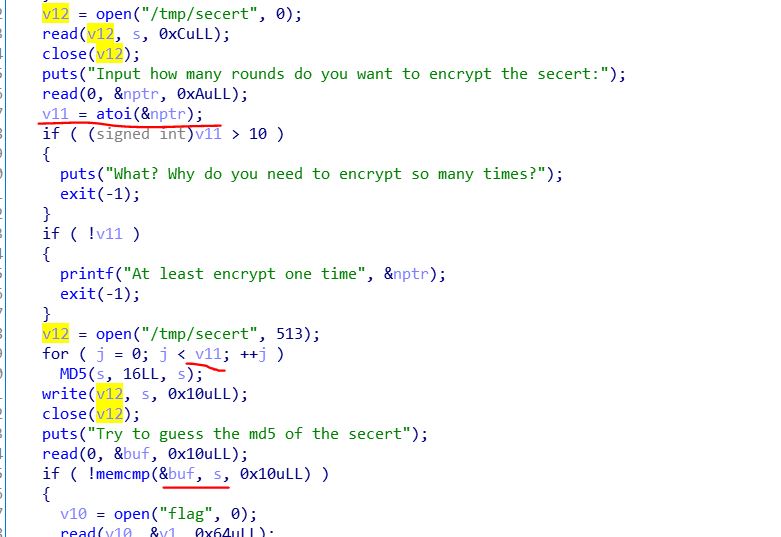 v12 = open("/tmp/secert", 0);
read(v12, s, 0xCuLL);
close(v12);
puts("Input how many rounds do you want to encrypt the secert:");
read(0, &nptr, 0xAuLL);
v11 = atoi(&nptr);
if ( (signed int)v11 > 10 )
{
puts("What? Why do you need to encrypt so many times?");
exit(-1);
}
if ( !v11 )
{
printf("At least encrypt one time", &nptr);
exit(-1);
}
v12 = open("/tmp/secert", 513);
for ( j = 0; j < v11; ++j )
MD5(s, 16LL, s);
write(v12, s, 0x10uLL);
close(v12);
puts("Try to guess the md5 of the secert");
read(0, &buf, 0x10uLL);
if ( !memcmp(&buf, s, 0x10uLL) )
{
v10 = open("flag", 0);
read(v10, &v1, 0x64uLL);